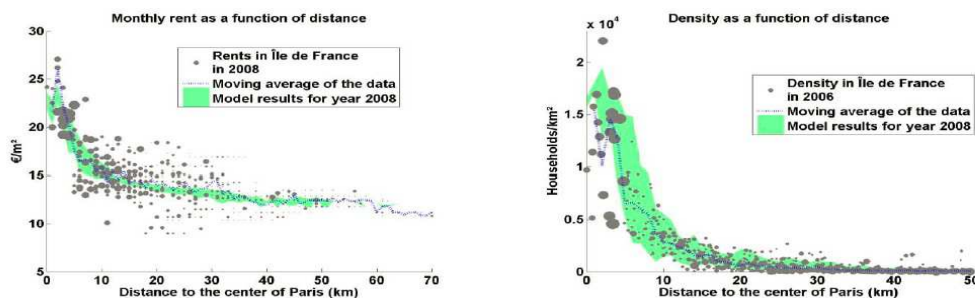 Monthly rent as a function of distance
30
25
20
15
10
5
€/m²
Rents in Île de France
in 2008
Moving average of the data
Model results for year 2008
0 10 20 30 40 50 60 70
Distance to the center of Paris (km)
Density as a function of distance
x 10⁴
2
1.5
1
0.5
0
Households/km²
Density in Île de France
in 2006
Moving average of the data
Model results for year 2008
0 10 20 30 40 50
Distance to the center of Paris (km)